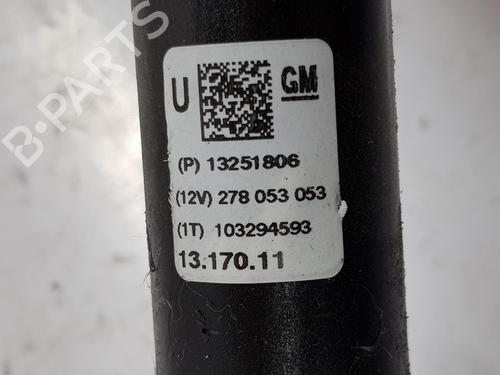 B-PARTS
U GM
(P) 13251806
(12V) 278 053 053
(1T) 103294593
13.170.11